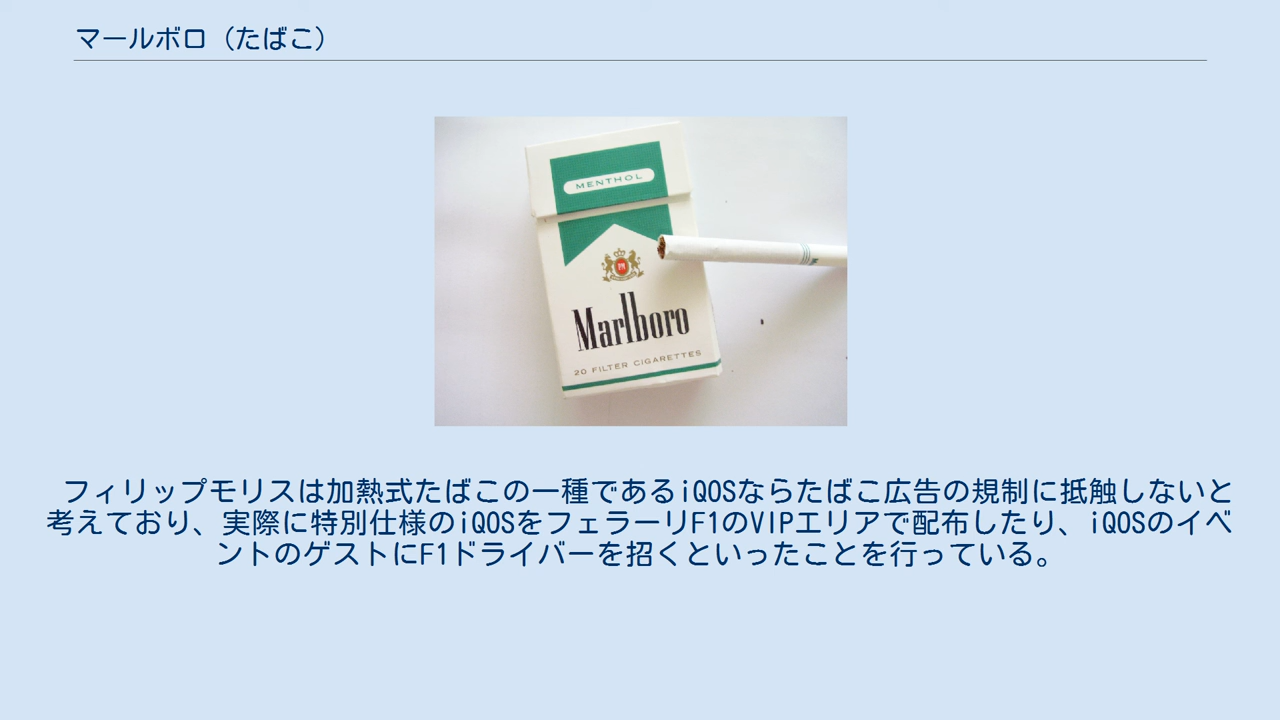 マールボロ（たばこ）
MENTHOL
Marlboro
20 FILTER CIGARETTES
フィリップモリスは加熱式たばこの一種であるiQOSならたばこ広告の規制に抵触しないと
考えており、実際に特別仕様のiQOSをフェラーリF1のVIPエリアで配布したり、iQOSのイベ
ントのゲストにF1ドライバーを招くといったことを行っている。